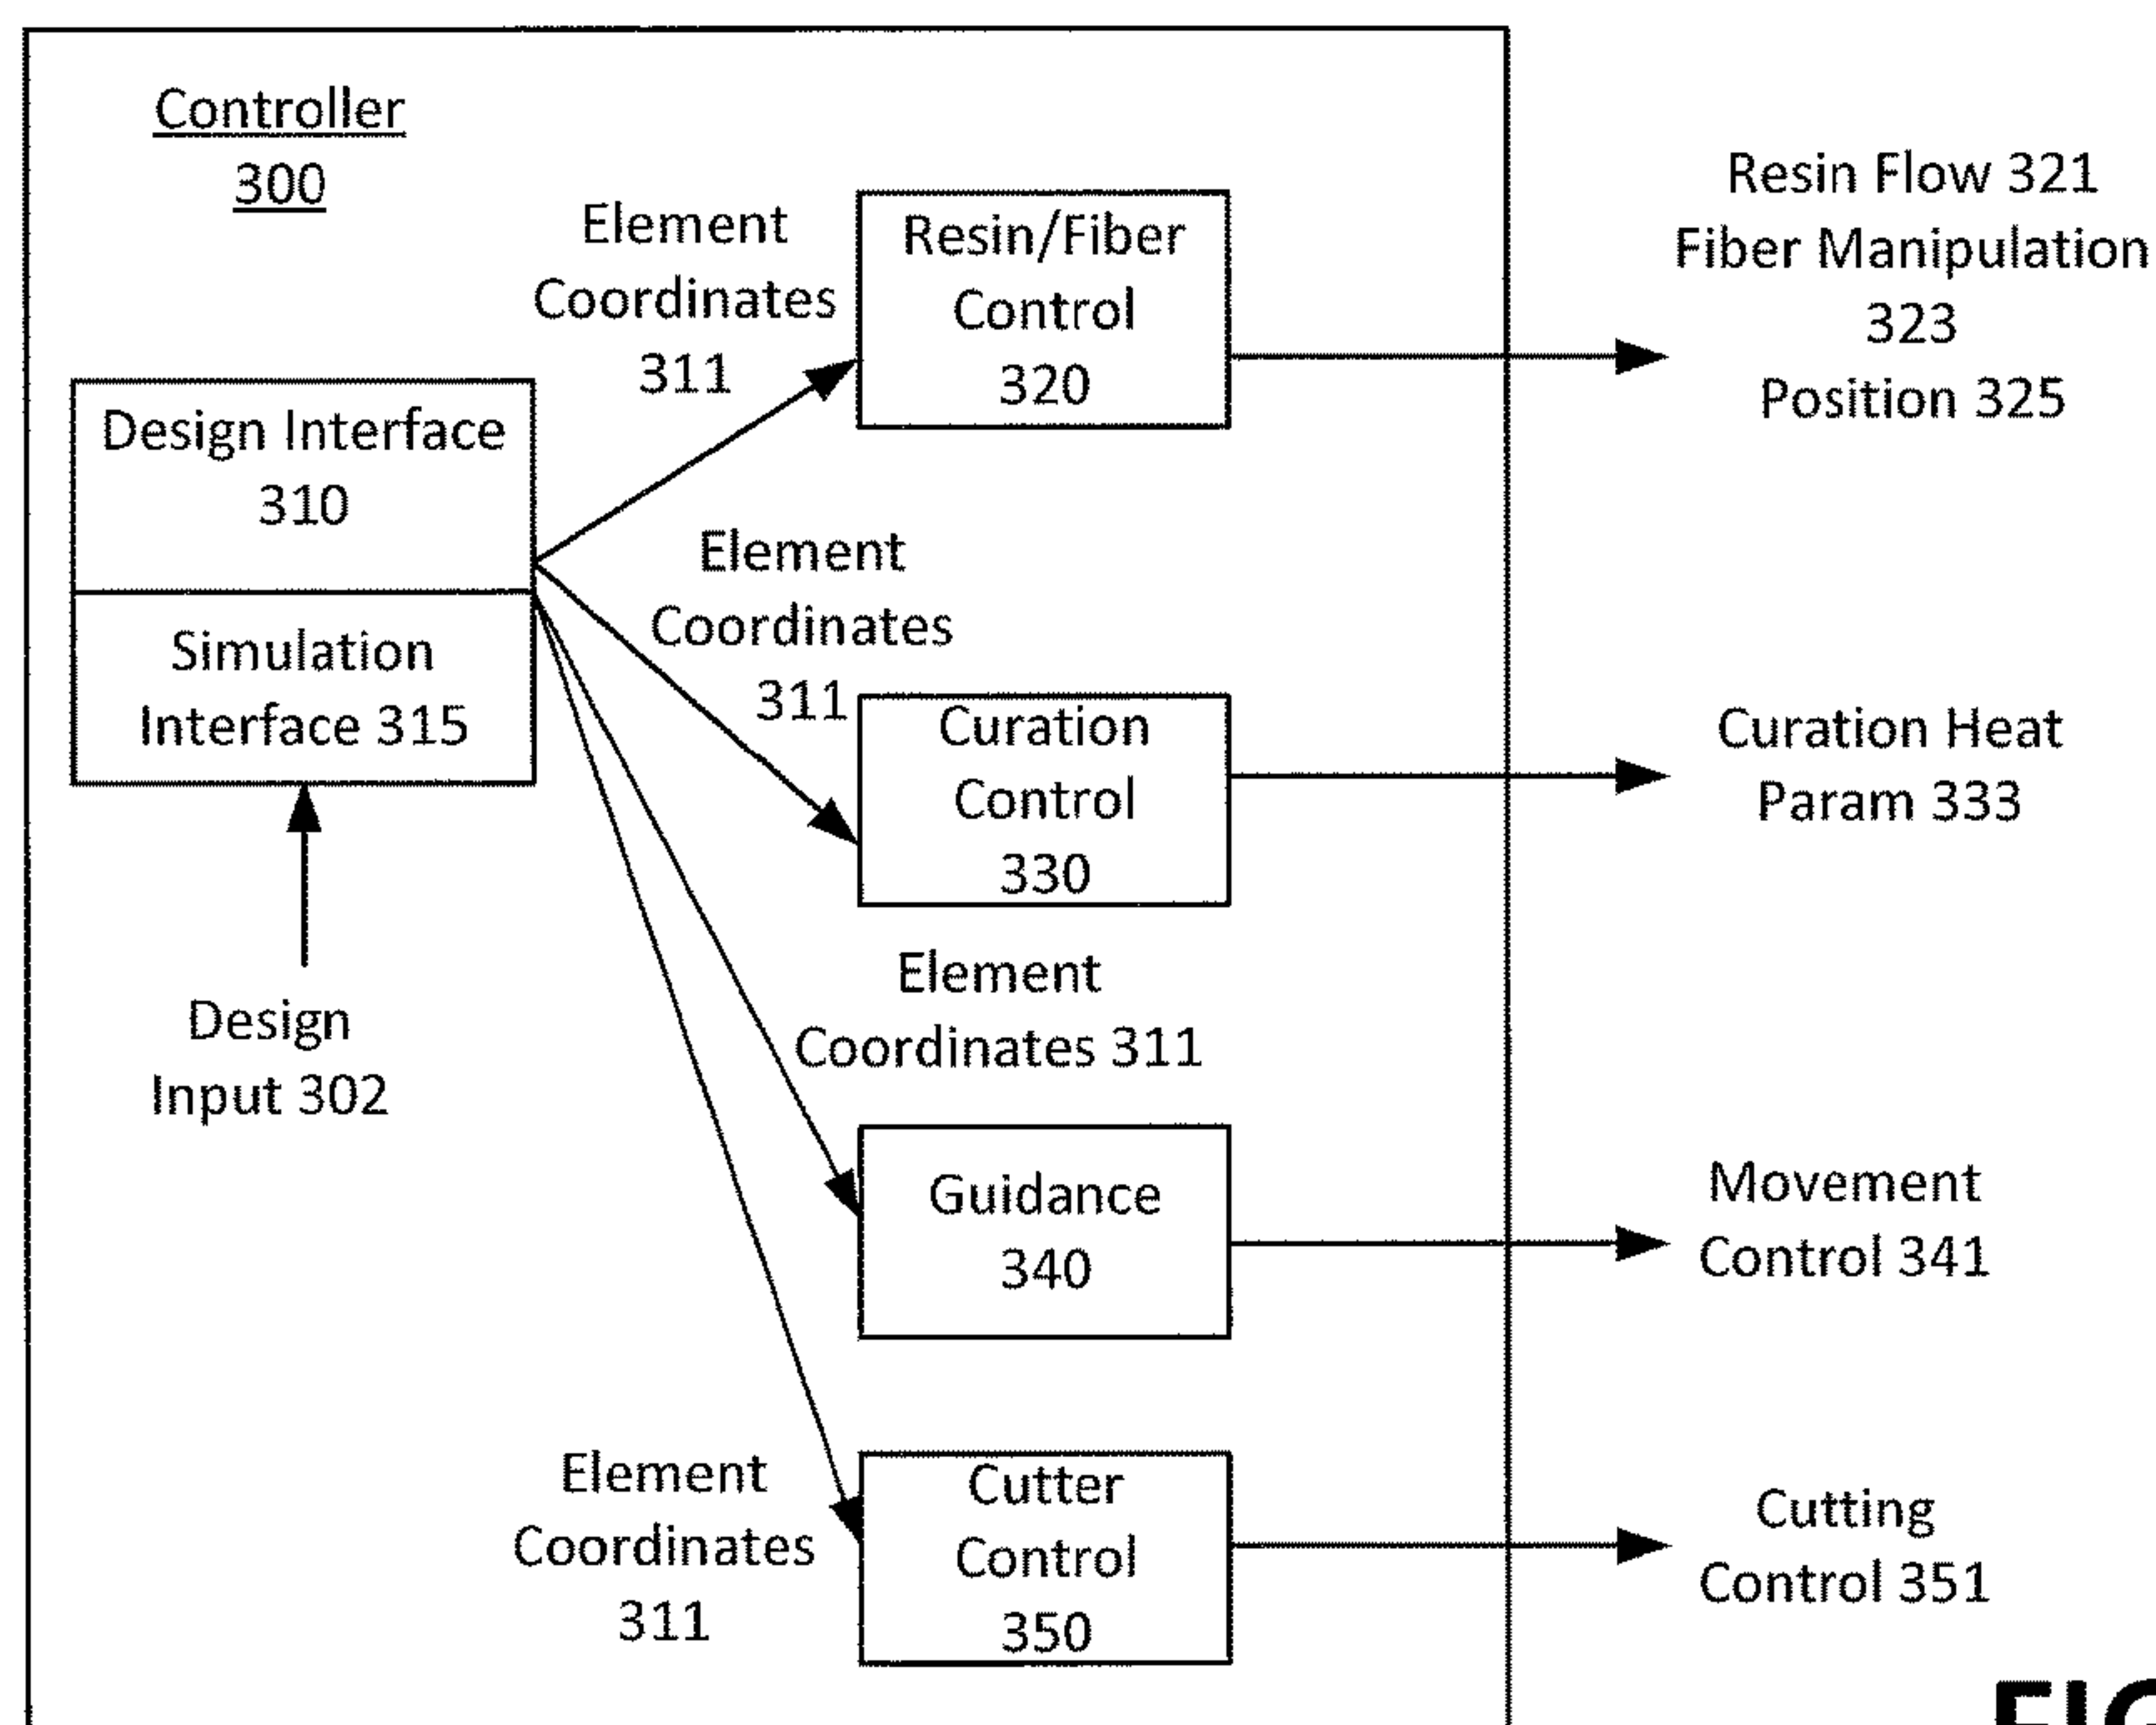 Controller
300
Element
Coordinates
311
Resin/Fiber
Control
320
Resin Flow 321
Fiber Manipulation
323
Position 325
Design Interface
310
Simulation
Interface 315
Element
Coordinates
311
Curation
Control
330
Curation Heat
Param 333
Design
Input 302
Element
Coordinates 311
Guidance
340
Movement
Control 341
Element
Coordinates
311
Cutter
Control
350
Cutting
Control 351